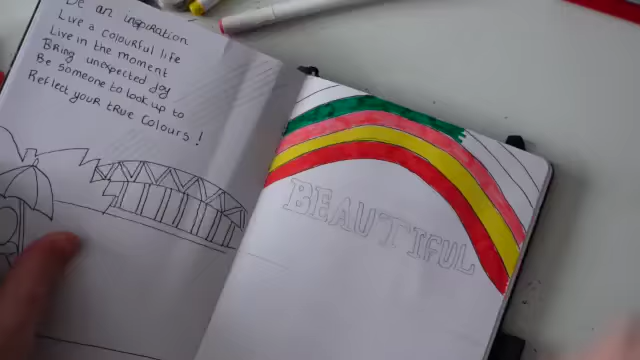 Be an inspiration
Live a colourful life
Live in the moment
Bring unexpected joy
Be someone to look up to
Reflect your tRue Colours!
BEAUTIFUL